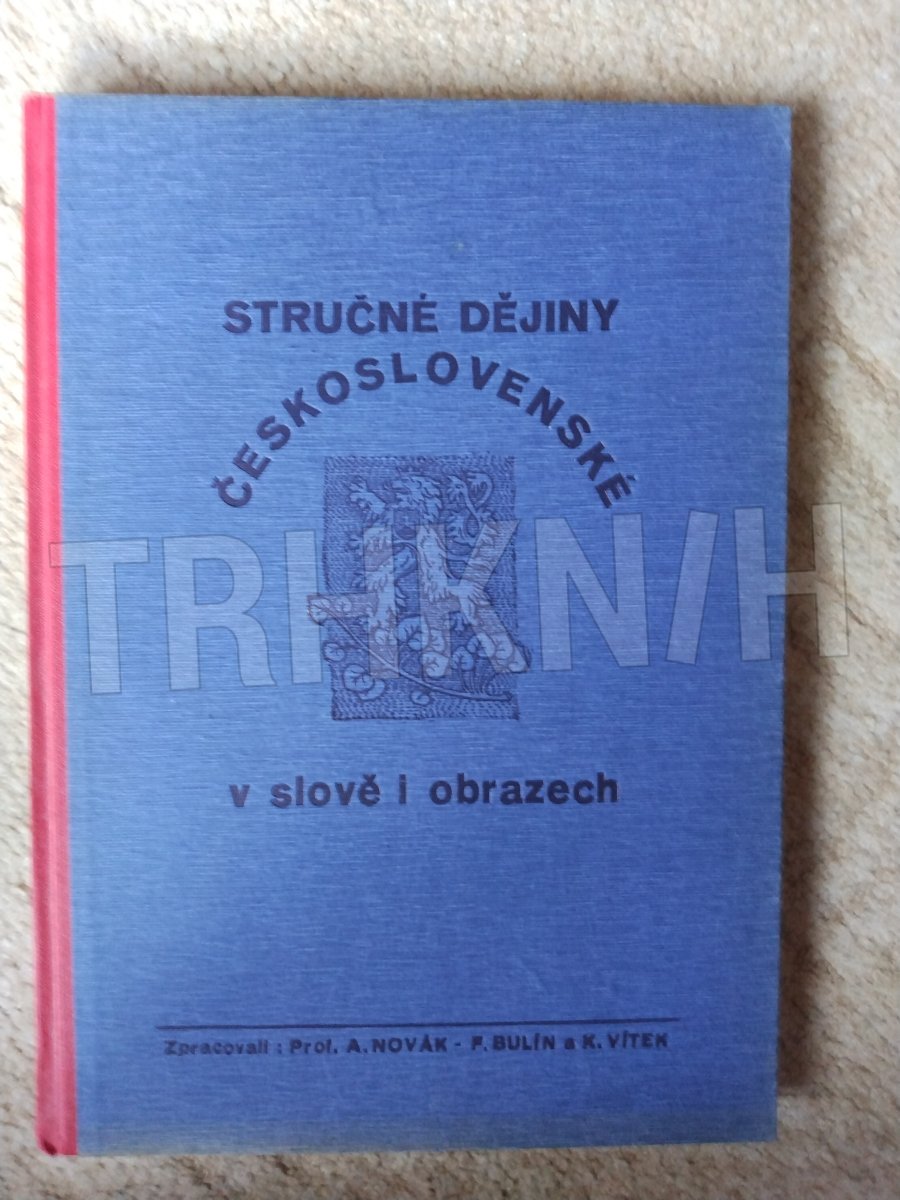 STRUČNÉ DĚJINY
ČESKOSLOVENSKÉ
TRHKNIH
v slově i obrazech
Zpracovali : Prof. A. NOVÁK - F. BULÍN a K. VÍTEK